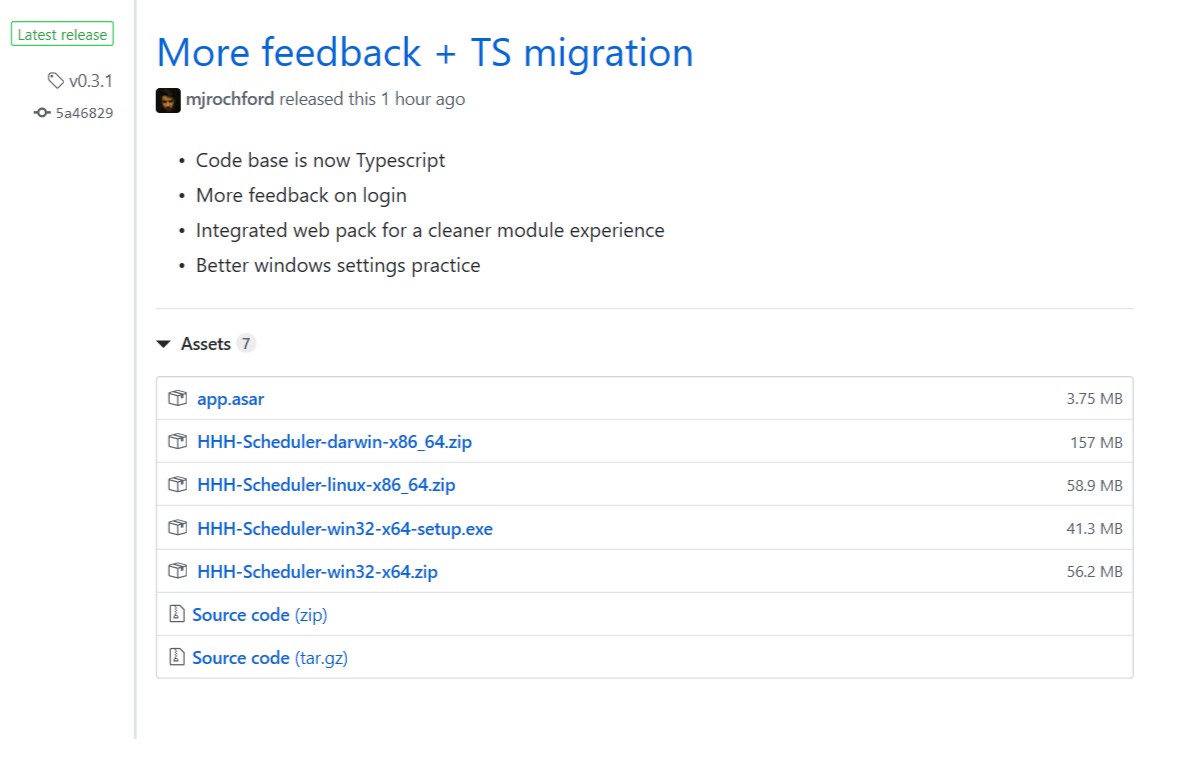 Latest release
v0.3.1
5a46829
More feedback + TS migration
mjrochford released this 1 hour ago
• Code base is now Typescript
• More feedback on login
• Integrated web pack for a cleaner module experience
• Better windows settings practice
Assets 7
app.asar 3.75 MB
HHH-Scheduler-darwin-x86_64.zip 157 MB
HHH-Scheduler-linux-x86_64.zip 58.9 MB
HHH-Scheduler-win32-x64-setup.exe 41.3 MB
HHH-Scheduler-win32-x64.zip 56.2 MB
Source code (zip)
Source code (tar.gz)